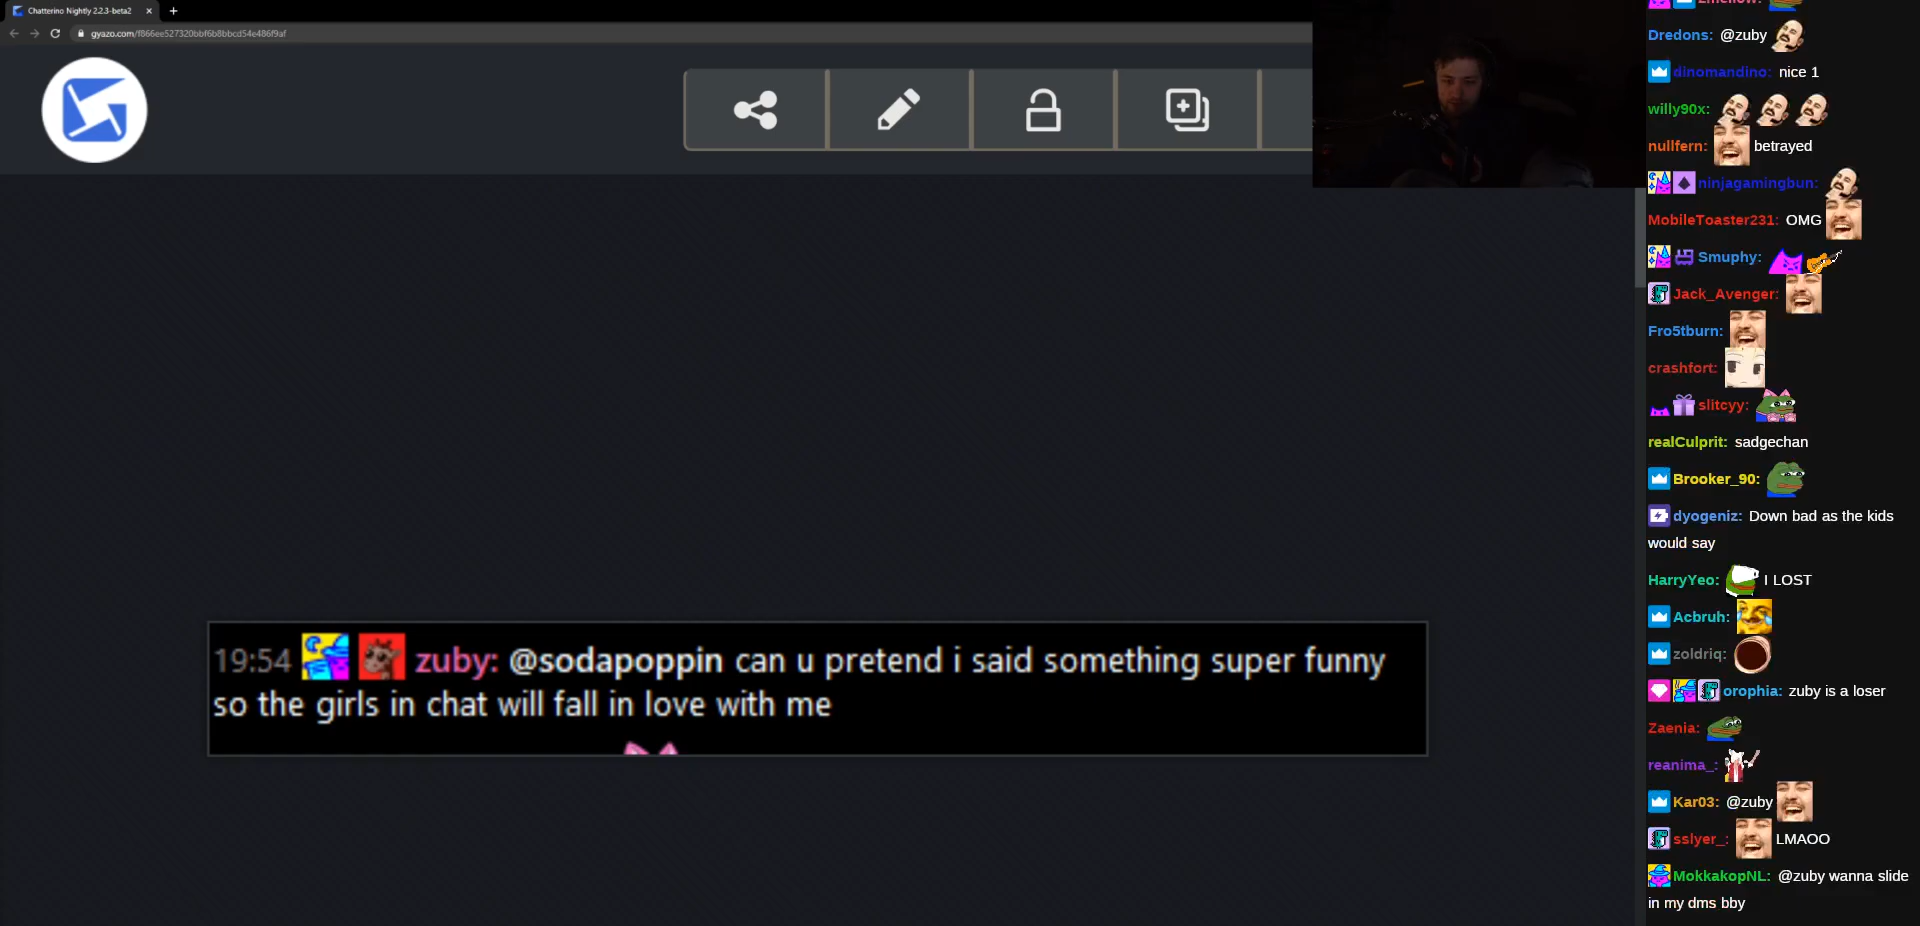 Chatterino Nightly 2.2.3-beta2
gyazo.com/f866ee527320bbf6b8bbcd54e486f9af
19:54 zuby: @sodapoppin can u pretend i said something super funny
so the girls in chat will fall in love with me
Dredons: @zuby
dinomandino: nice 1
willy90x:
nullfern: betrayed
ninjagamingbun:
MobileToaster231: OMG
Smuphy:
Jack_Avenger:
Fro5tburn:
crashfort:
slitcyy:
realCulprit: sadgechan
Brooker_90:
dyogeniz: Down bad as the kids
would say
HarryYeo: I LOST
Acbruh:
zoldriq:
orophia: zuby is a loser
Zaenia:
reanima_:
Kar03: @zuby
sslyer_: LMAOO
MokkakopNL: @zuby wanna slide
in my dms bby